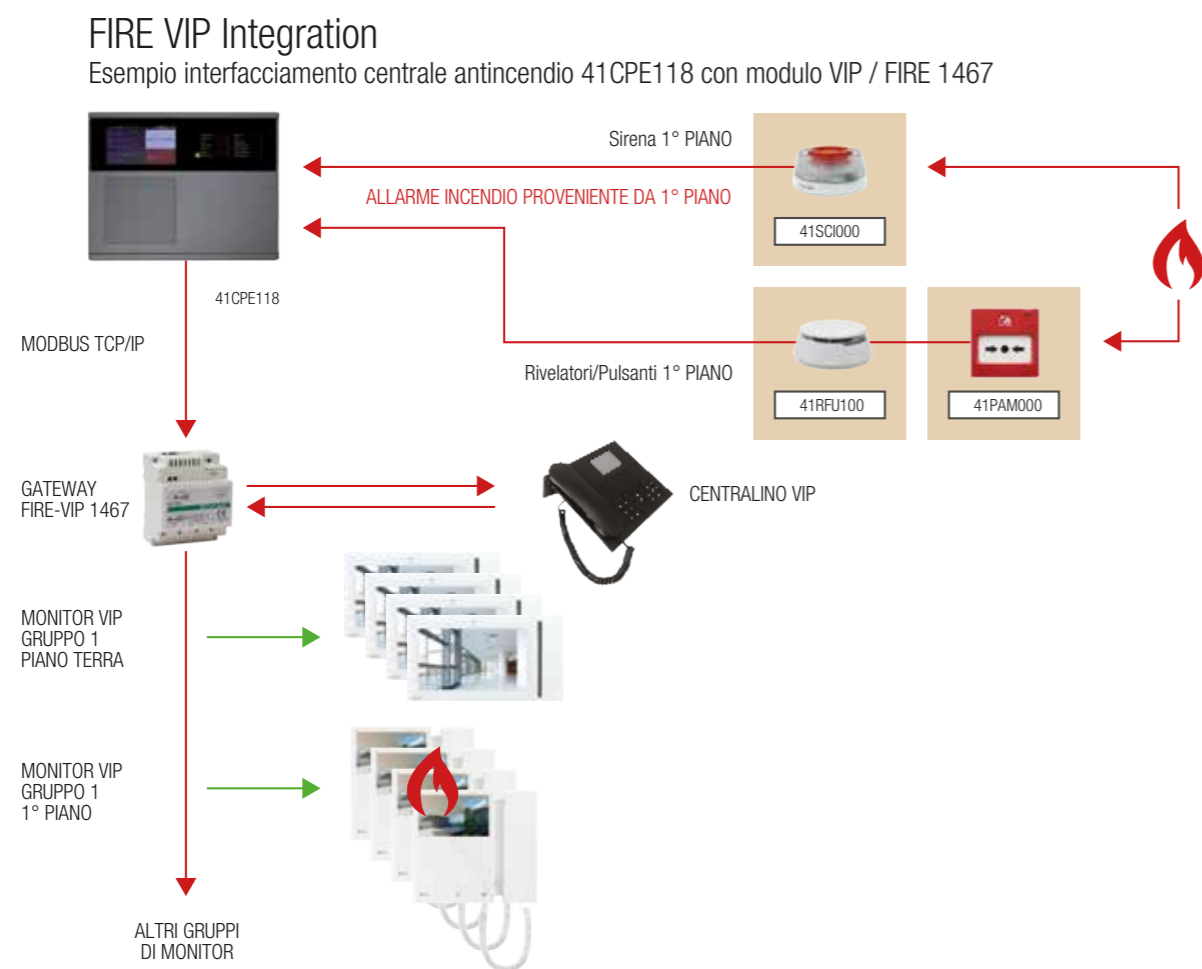 FIRE VIP Integration
Esempio interfacciamento centrale antincendio 41CPE118 con modulo VIP / FIRE 1467
Sirena 1° PIANO
ALLARME INCENDIO PROVENIENTE DA 1° PIANO
41SCI000
41CPE118
MODBUS TCP/IP
Rivelatori/Pulsanti 1° PIANO
41RFU100
41PAM000
GATEWAY
FIRE-VIP 1467
CENTRALINO VIP
MONITOR VIP
GRUPPO 1
PIANO TERRA
MONITOR VIP
GRUPPO 1
1° PIANO
ALTRI GRUPPI
DI MONITOR